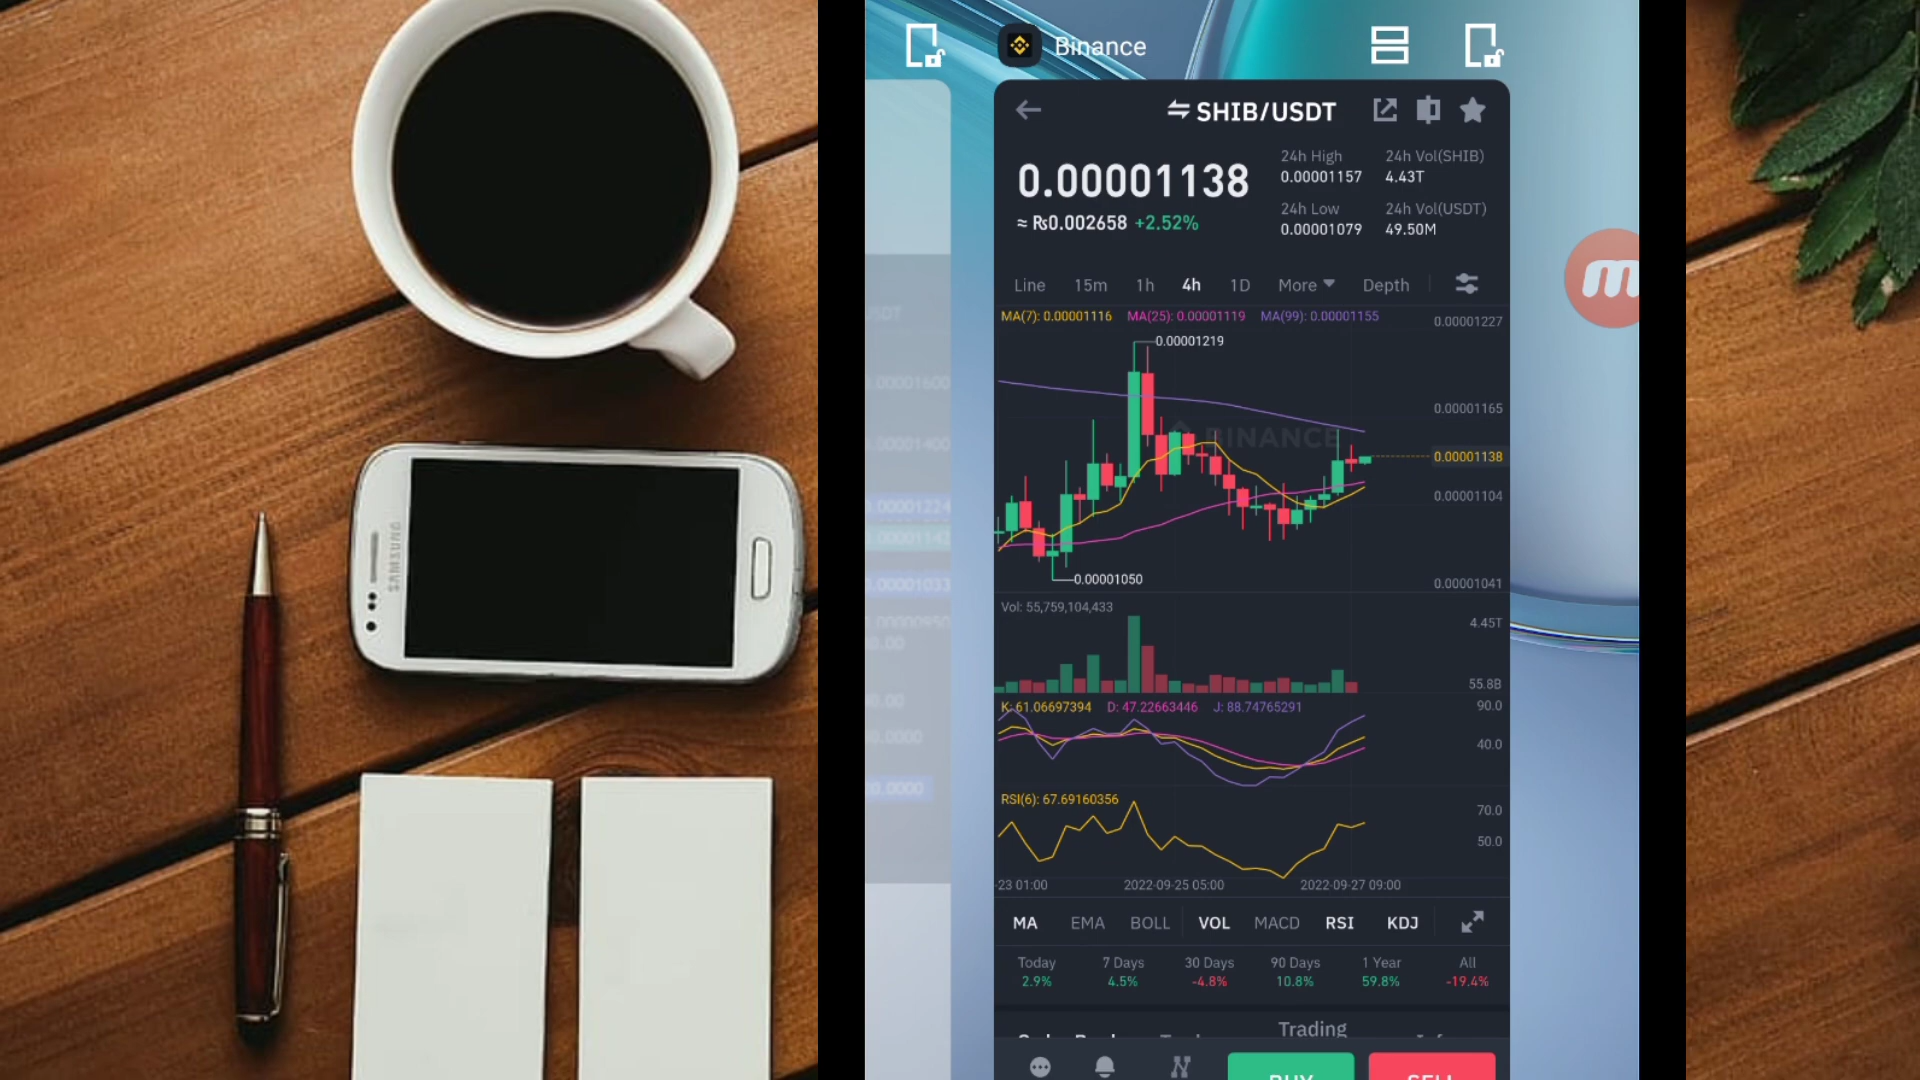 SAMSUNG
Binance
SHIB/USDT
0.00001138
≈ ₨0.002658 +2.52%
24h High
0.00001157
24h Vol(SHIB)
4.43T
24h Low
0.00001079
24h Vol(USDT)
49.50M
Line 15m 1h 4h 1D More Depth
MA(7): 0.00001116 MA(25): 0.00001119 MA(99): 0.00001155
0.00001227
0.00001219
0.00001165
BINANCE
0.00001138
0.00001104
0.00001050
0.00001041
Vol: 55,759,104,433
4.45T
55.8B
K: 61.06697394 D: 47.22663446 J: 88.74765291
90.0
40.0
RSI(6): 67.69160356
70.0
50.0
-23 01:00 2022-09-25 05:00 2022-09-27 09:00
MA EMA BOLL VOL MACD RSI KDJ
Today 7 Days 30 Days 90 Days 1 Year All
2.9% 4.5% -4.8% 10.8% 59.8% -19.4%
Trading
BUY SELL